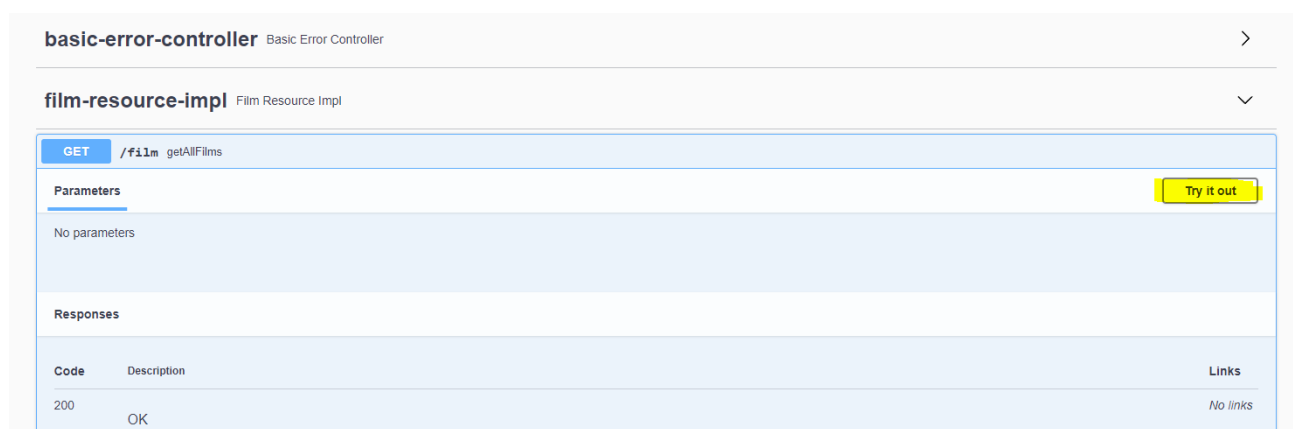 basic-error-controller Basic Error Controller
film-resource-impl Film Resource Impl
GET /film getAllFilms
Parameters Try it out
No parameters
Responses
Code Description Links
200 OK No links